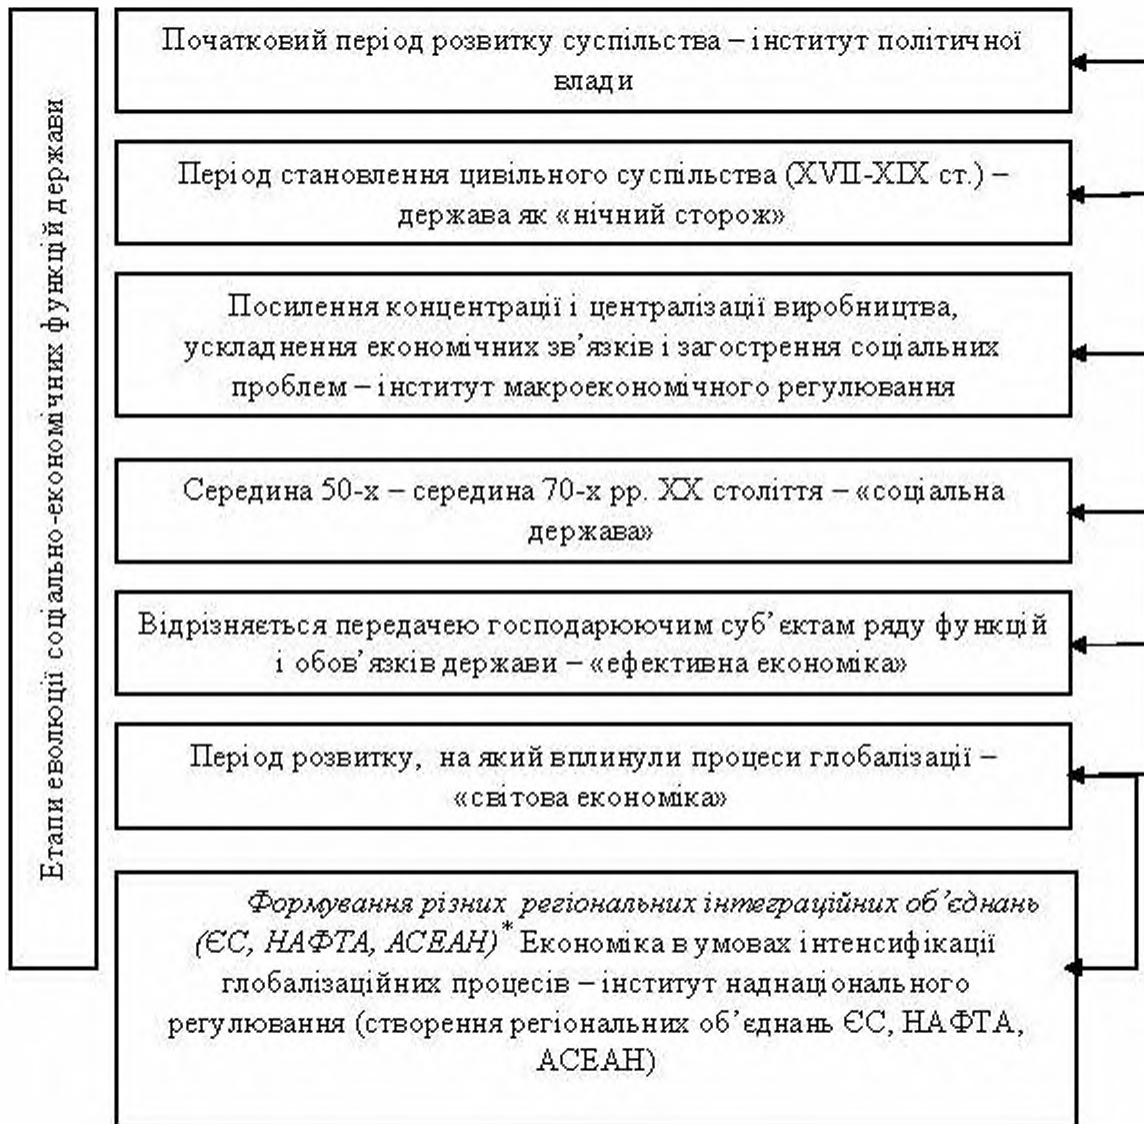 Етапи еволюції соціально-економічних функцій держави
Початковий період розвитку суспільства – інститут політичної
влади
Період становлення цивільного суспільства (XVII-XIX ст.) –
держава як «нічний сторож»
Посилення концентрації і централізації виробництва,
ускладнення економічних зв’язків і загострення соціальних
проблем – інститут макроекономічного регулювання
Середина 50-х – середина 70-х рр. XX століття – «соціальна
держава»
Відрізняється передачею господарюючим суб’єктам ряду функцій
і обов’язків держави – «ефективна економіка»
Період розвитку, на який вплинули процеси глобалізації –
«світова економіка»
Формування різних регіональних інтеграційних об’єднань
(ЄС, НАФТА, АСЕАН)* Економіка в умовах інтенсифікації
глобалізаційних процесів – інститут наднаціонального
регулювання (створення регіональних об’єднань ЄС, НАФТА,
АСЕАН)